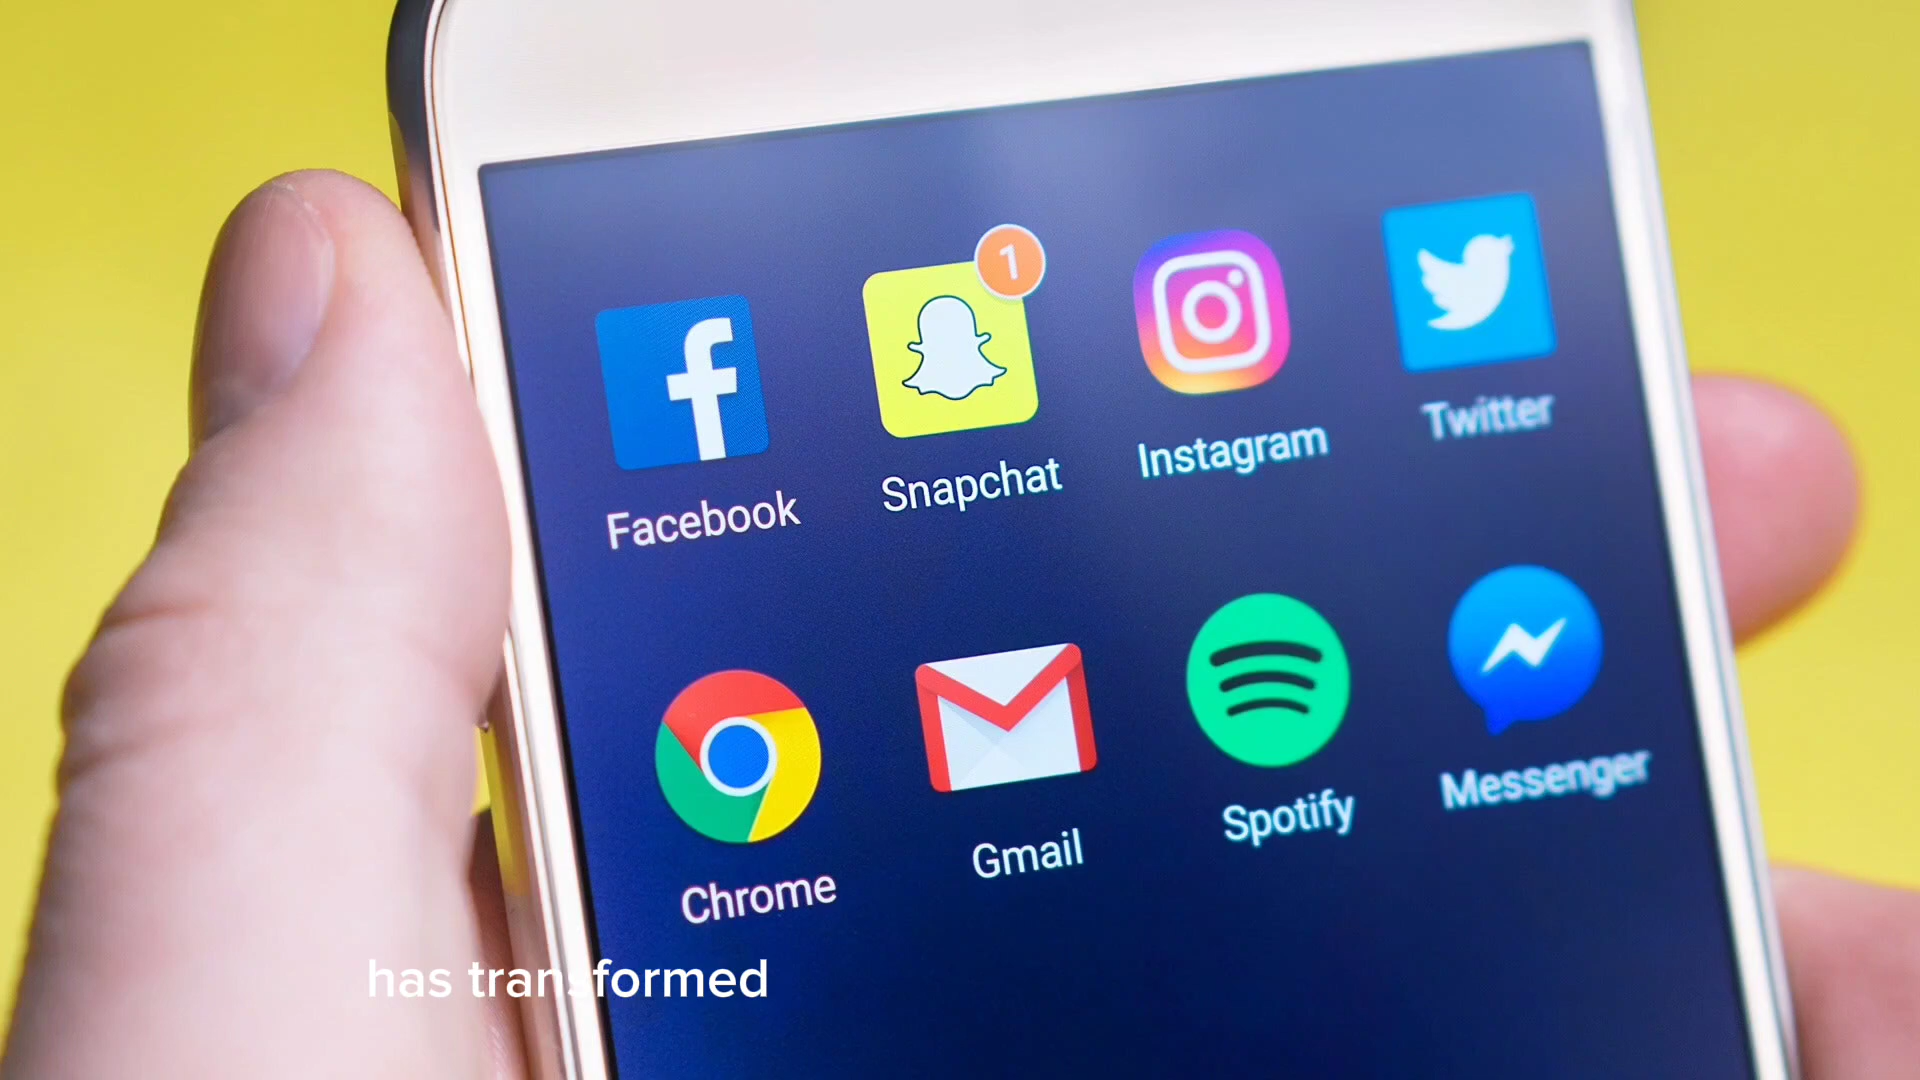 1
Facebook
Snapchat
Instagram
Twitter
Chrome
Gmail
Spotify
Messenger
has transformed